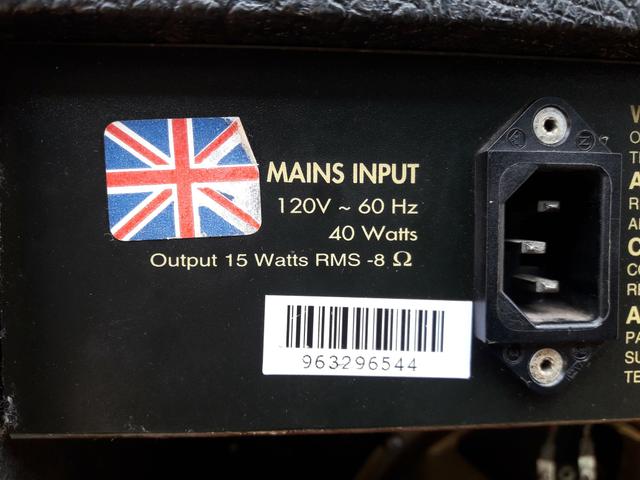 MAINS INPUT
120V ~ 60 Hz
40 Watts
Output 15 Watts RMS -8 Ω
963296544